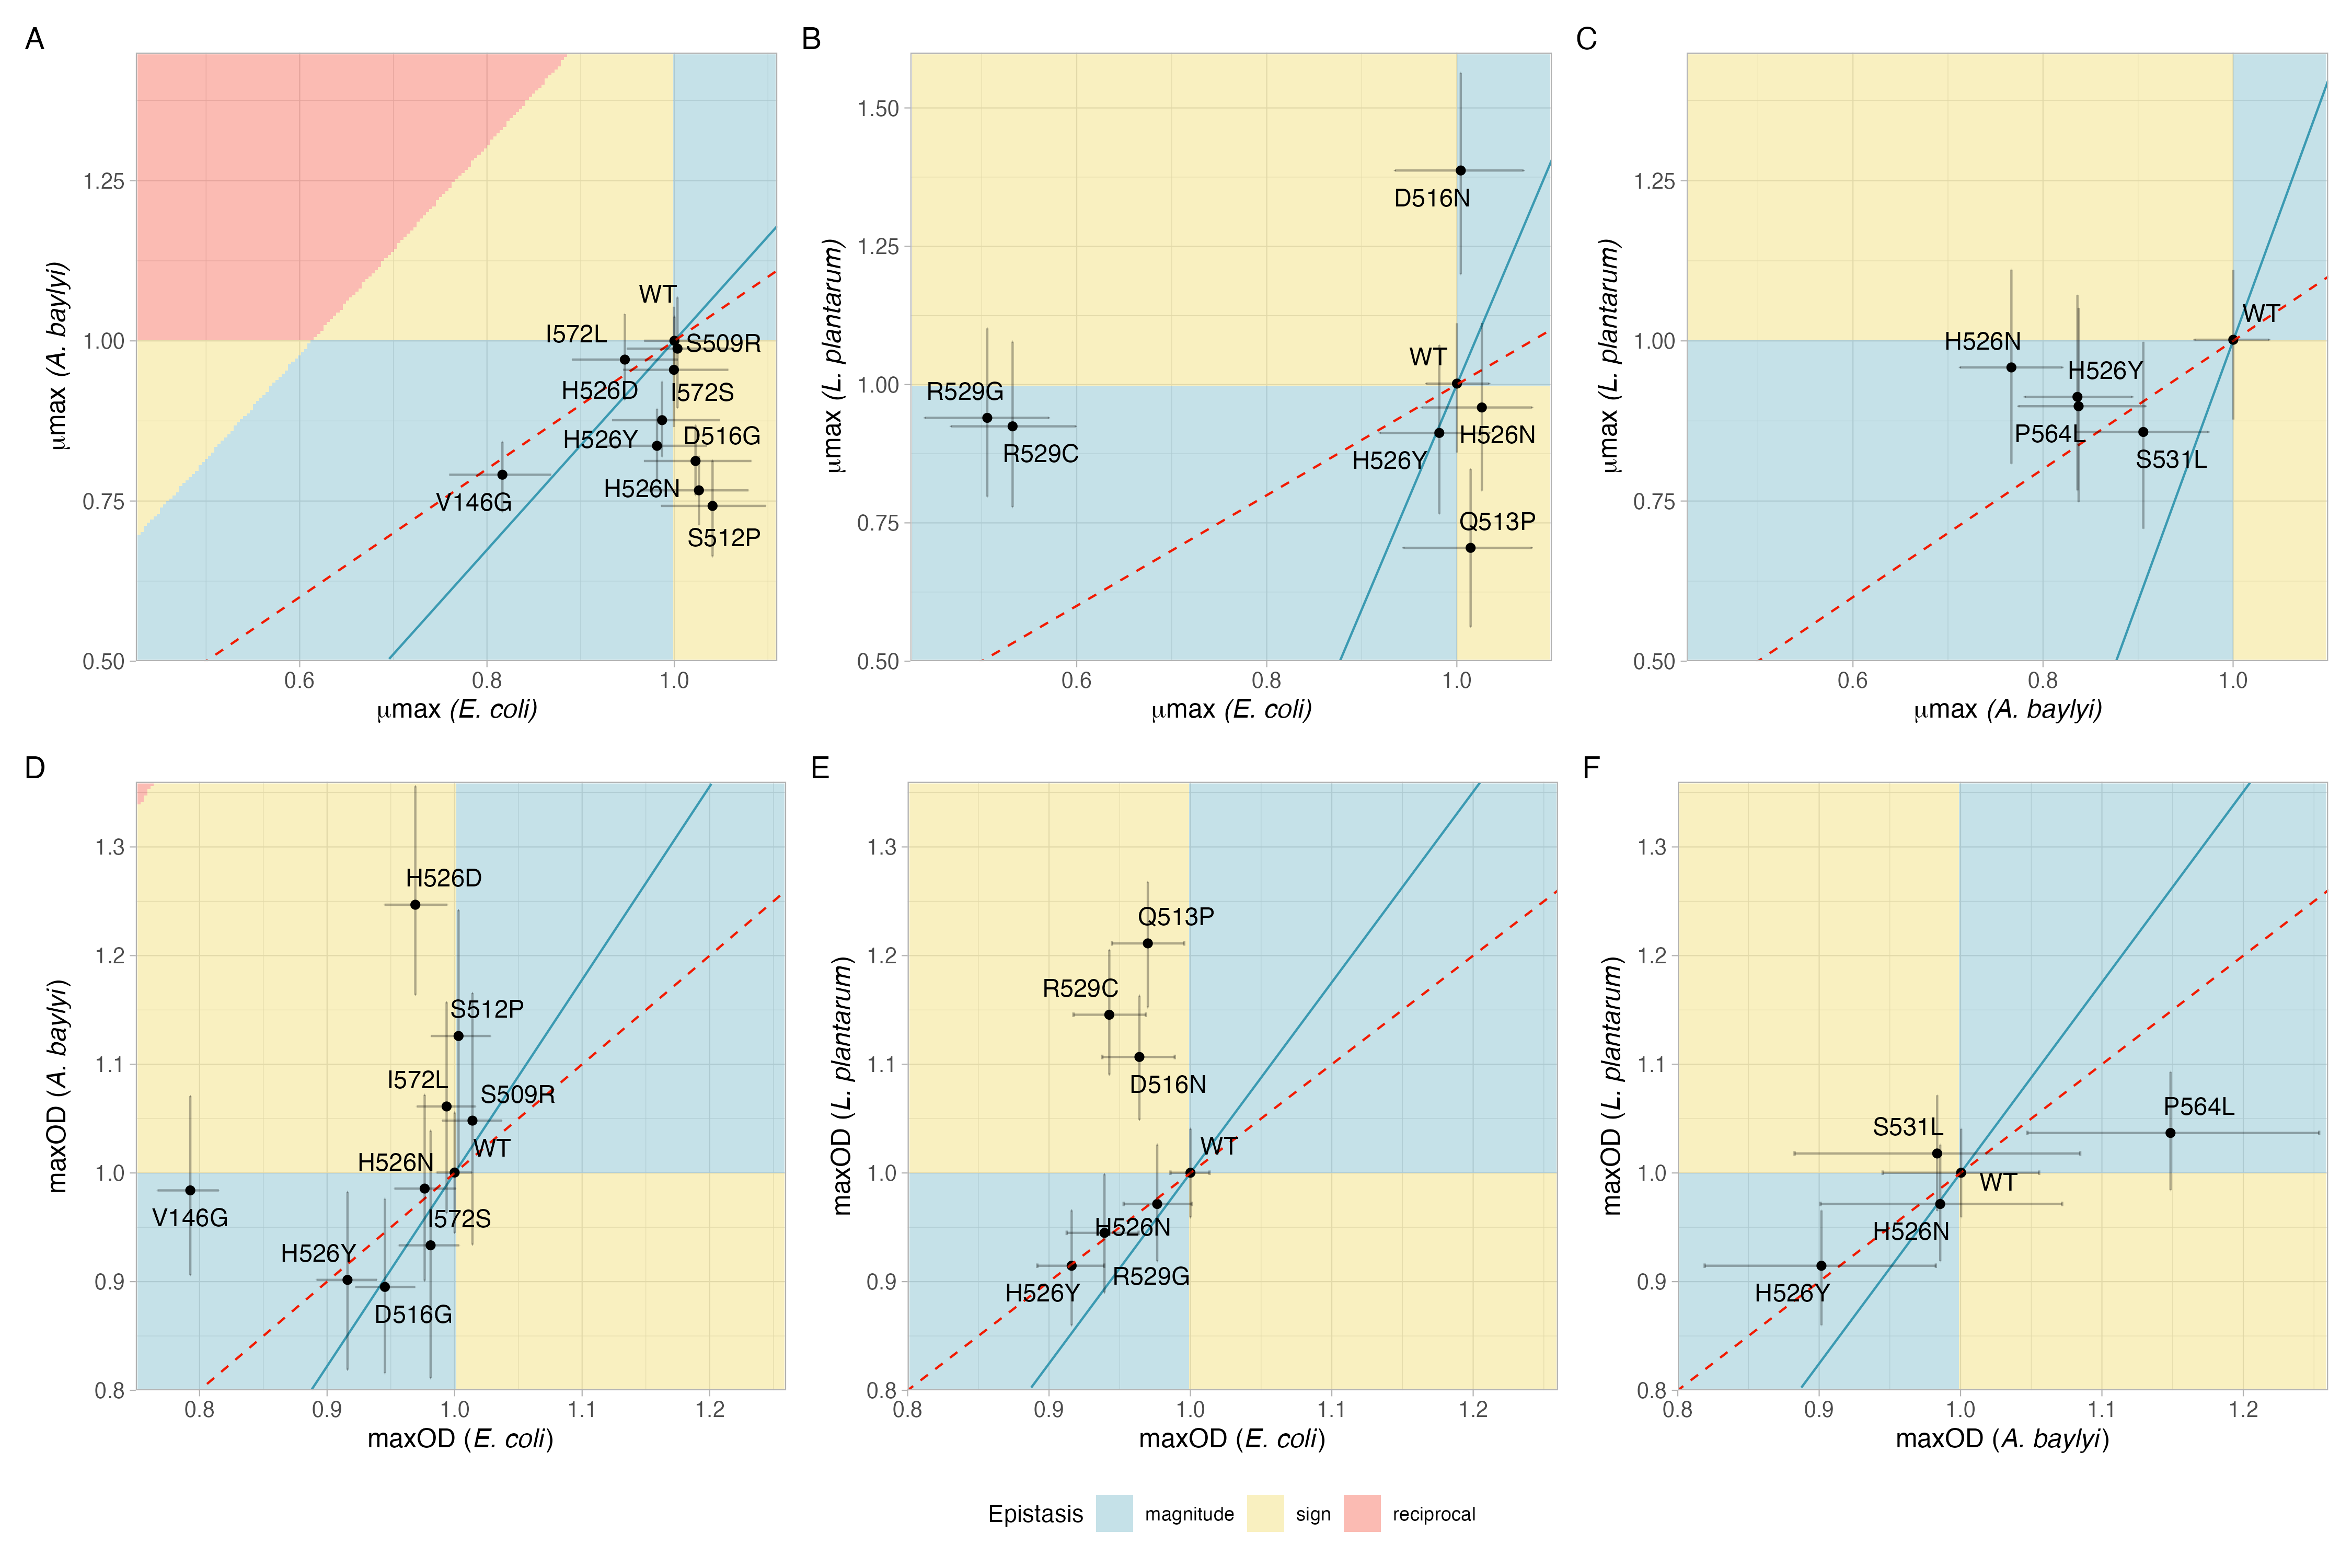 A
B
C
μmax (A. baylyi)
1.25
1.00
0.75
0.50
WT
I572L
S509R
H526D
I572S
H526Y
D516G
V146G
H526N
S512P
0.6
0.8
1.0
μmax (E. coli)
μmax (L. plantarum)
1.50
1.25
1.00
0.75
0.50
D516N
WT
R529G
R529C
H526N
H526Y
Q513P
0.6
0.8
1.0
μmax (E. coli)
μmax (L. plantarum)
1.25
1.00
0.75
0.50
WT
H526N
H526Y
P564L
S531L
0.6
0.8
1.0
μmax (A. baylyi)
D
E
F
maxOD (A. baylyi)
1.3
1.2
1.1
1.0
0.9
0.8
H526D
S512P
I572L
S509R
WT
H526N
V146G
I572S
H526Y
D516G
0.8
0.9
1.0
1.1
1.2
maxOD (E. coli)
maxOD (L. plantarum)
1.3
1.2
1.1
1.0
0.9
0.8
Q513P
R529C
D516N
WT
H526N
R529G
H526Y
0.8
0.9
1.0
1.1
1.2
maxOD (E. coli)
maxOD (L. plantarum)
1.3
1.2
1.1
1.0
0.9
0.8
P564L
S531L
WT
H526N
H526Y
0.8
0.9
1.0
1.1
1.2
maxOD (A. baylyi)
Epistasis magnitude sign reciprocal